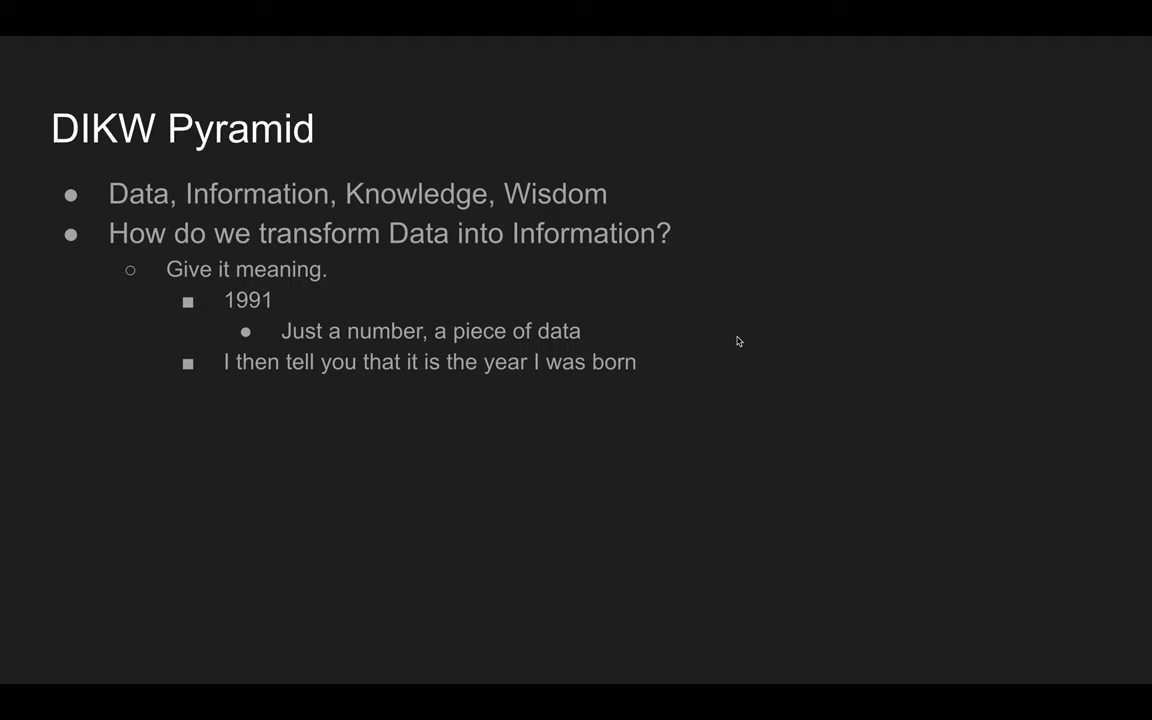 DIKW Pyramid
● Data, Information, Knowledge, Wisdom
● How do we transform Data into Information?
○ Give it meaning.
■ 1991
● Just a number, a piece of data
■ I then tell you that it is the year I was born